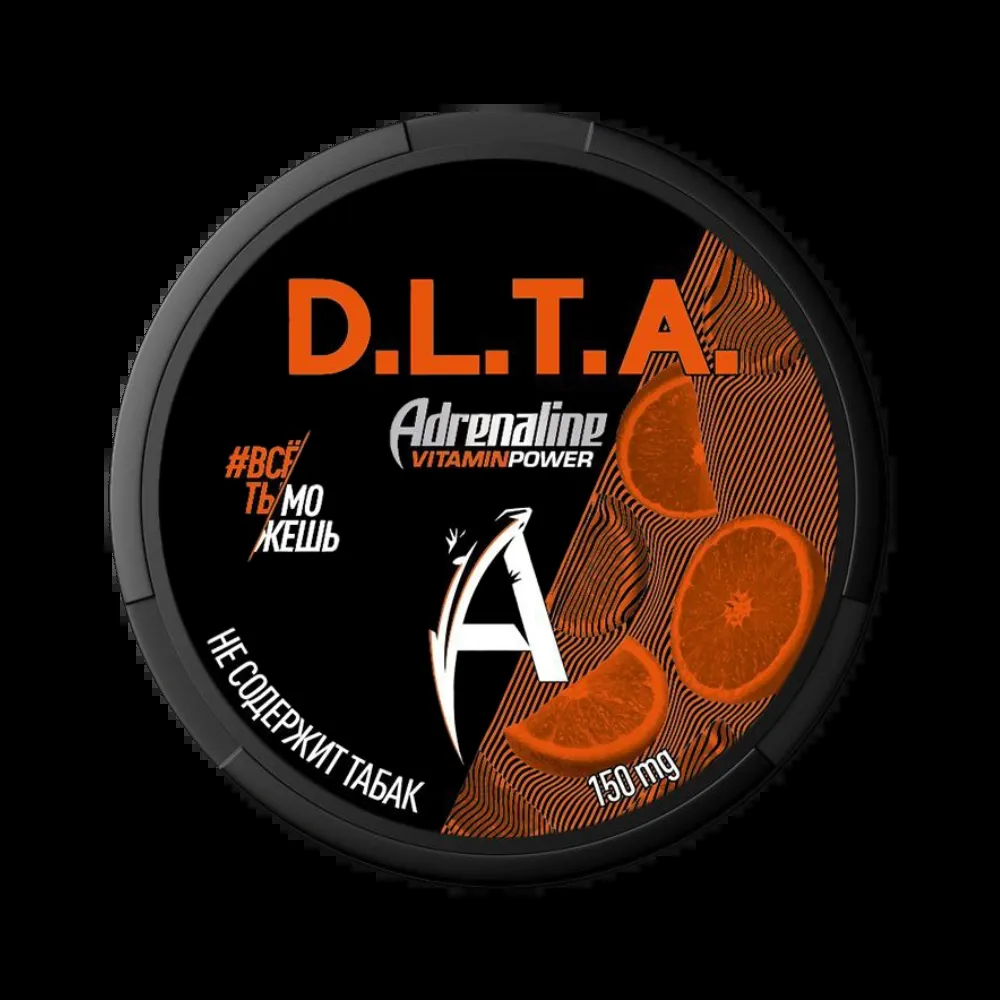 D.L.T.A.
Adrenaline
VITAMINPOWER
#ВСЁ
ТЫ МО
ЖЕШЬ
A
НЕ СОДЕРЖИТ ТАБАК
150 mg